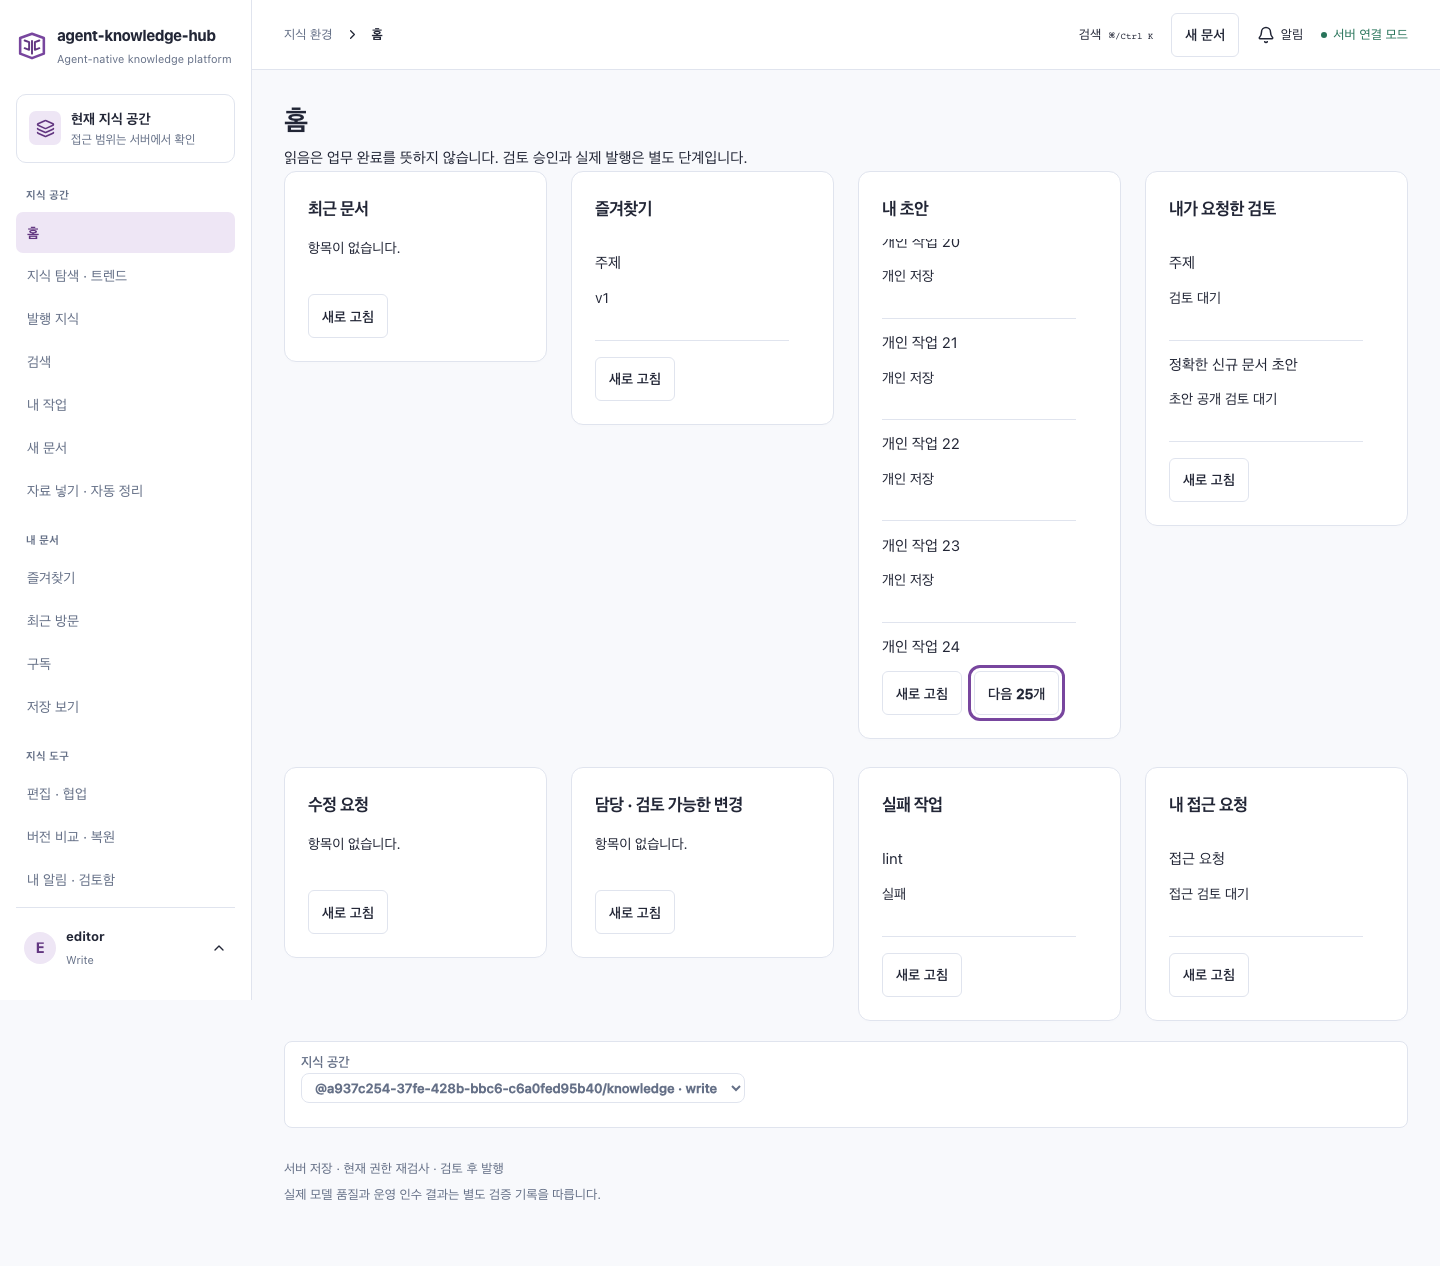 agent-knowledge-hub
Agent-native knowledge platform
현재 지식 공간
접근 범위는 서버에서 확인
지식 공간
홈
지식 탐색 · 트렌드
발행 지식
검색
내 작업
새 문서
자료 넣기 · 자동 정리
내 문서
즐겨찾기
최근 방문
구독
저장 보기
지식 도구
편집 · 협업
버전 비교 · 복원
내 알림 · 검토함
E
editor
Write
지식 환경
홈
검색 ⌘/Ctrl K
새 문서
알림
서버 연결 모드
홈
읽음은 업무 완료를 뜻하지 않습니다. 검토 승인과 실제 발행은 별도 단계입니다.
최근 문서
항목이 없습니다.
새로 고침
즐겨찾기
주제
v1
새로 고침
내 초안
개인 작업 20
개인 저장
개인 작업 21
개인 저장
개인 작업 22
개인 저장
개인 작업 23
개인 저장
개인 작업 24
새로 고침
다음 25개
내가 요청한 검토
주제
검토 대기
정확한 신규 문서 초안
초안 공개 검토 대기
새로 고침
수정 요청
항목이 없습니다.
새로 고침
담당 · 검토 가능한 변경
항목이 없습니다.
새로 고침
실패 작업
lint
실패
새로 고침
내 접근 요청
접근 요청
접근 검토 대기
새로 고침
지식 공간
@a937c254-37fe-428b-bbc6-c6a0fed95b40/knowledge · write
서버 저장 · 현재 권한 재검사 · 검토 후 발행
실제 모델 품질과 운영 인수 결과는 별도 검증 기록을 따릅니다.